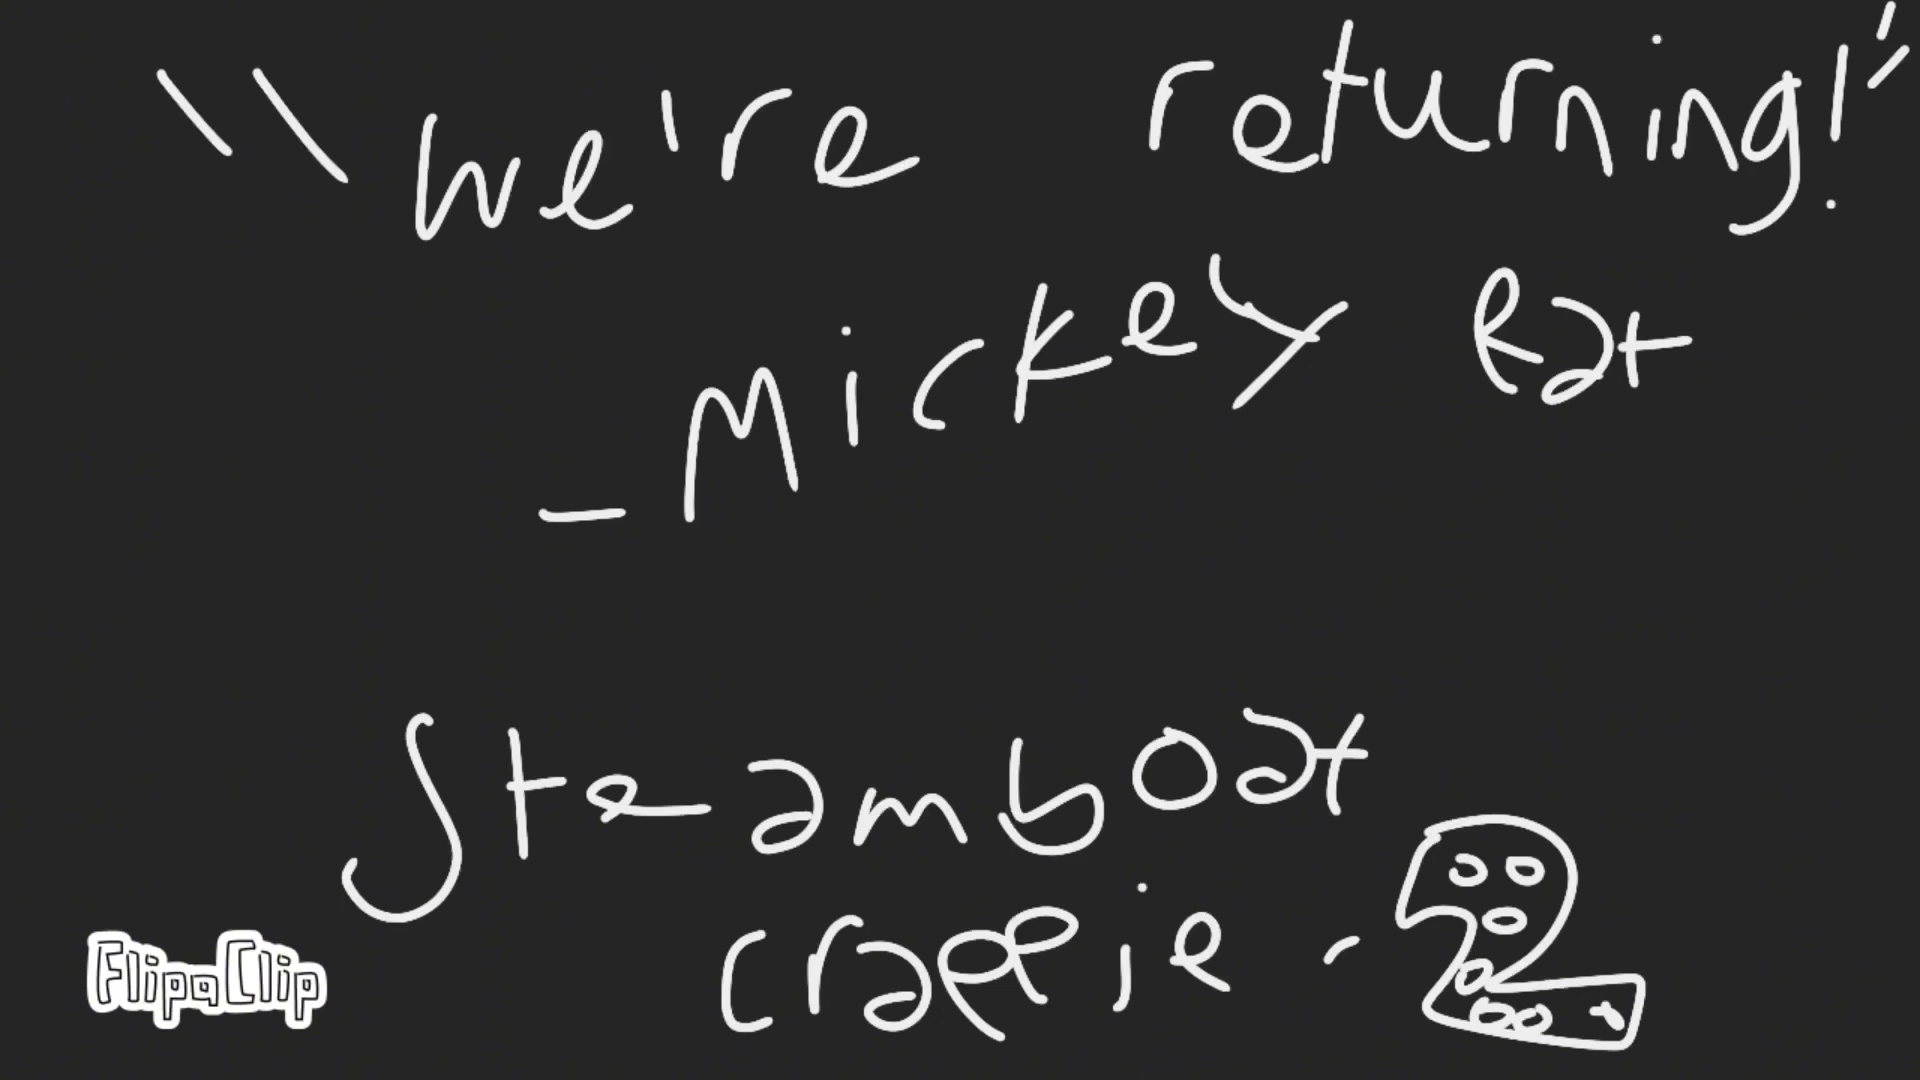 "We're returning!"
_Mickey Rat
Steamboat
crappie
FlipaClip